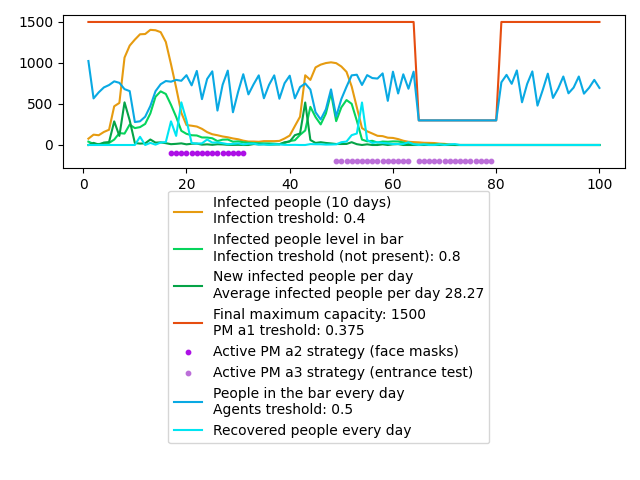 1500
1000
500
0
0
20
40
60
80
100
Infected people (10 days)
Infection treshold: 0.4
Infected people level in bar
Infection treshold (not present): 0.8
New infected people per day
Average infected people per day 28.27
Final maximum capacity: 1500
PM a1 treshold: 0.375
Active PM a2 strategy (face masks)
Active PM a3 strategy (entrance test)
People in the bar every day
Agents treshold: 0.5
Recovered people every day